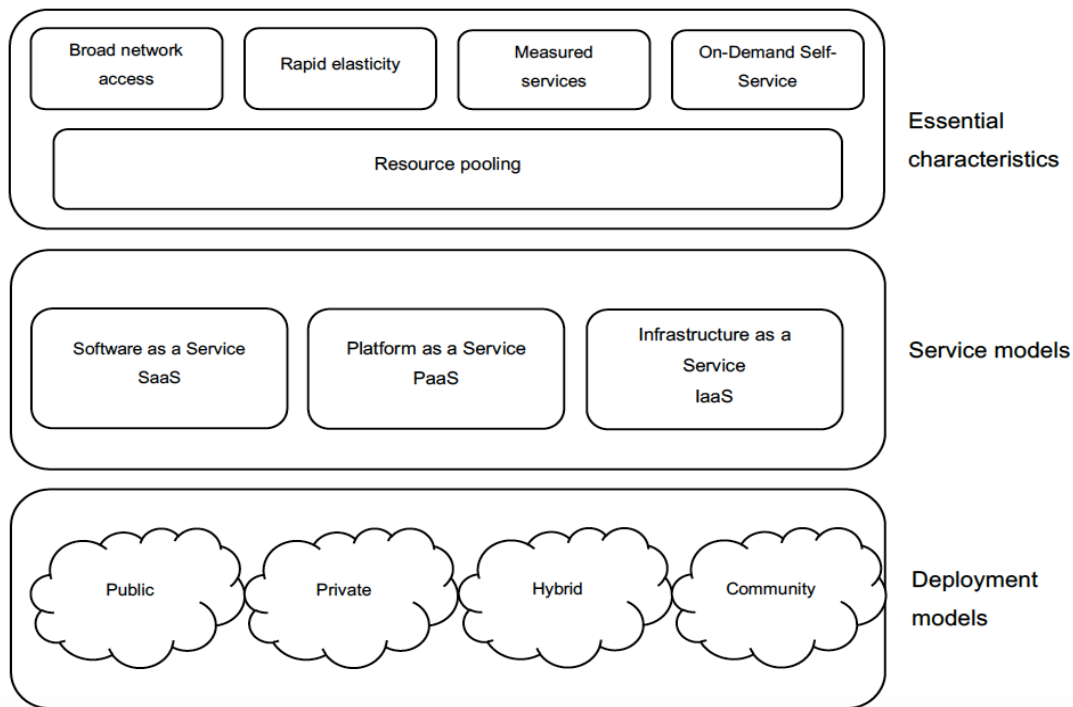 Broad network
access
Rapid elasticity
Measured
services
On-Demand Self-
Service
Resource pooling
Essential
characteristics
Software as a Service
SaaS
Platform as a Service
PaaS
Infrastructure as a
Service
IaaS
Service models
Public
Private
Hybrid
Community
Deployment
models